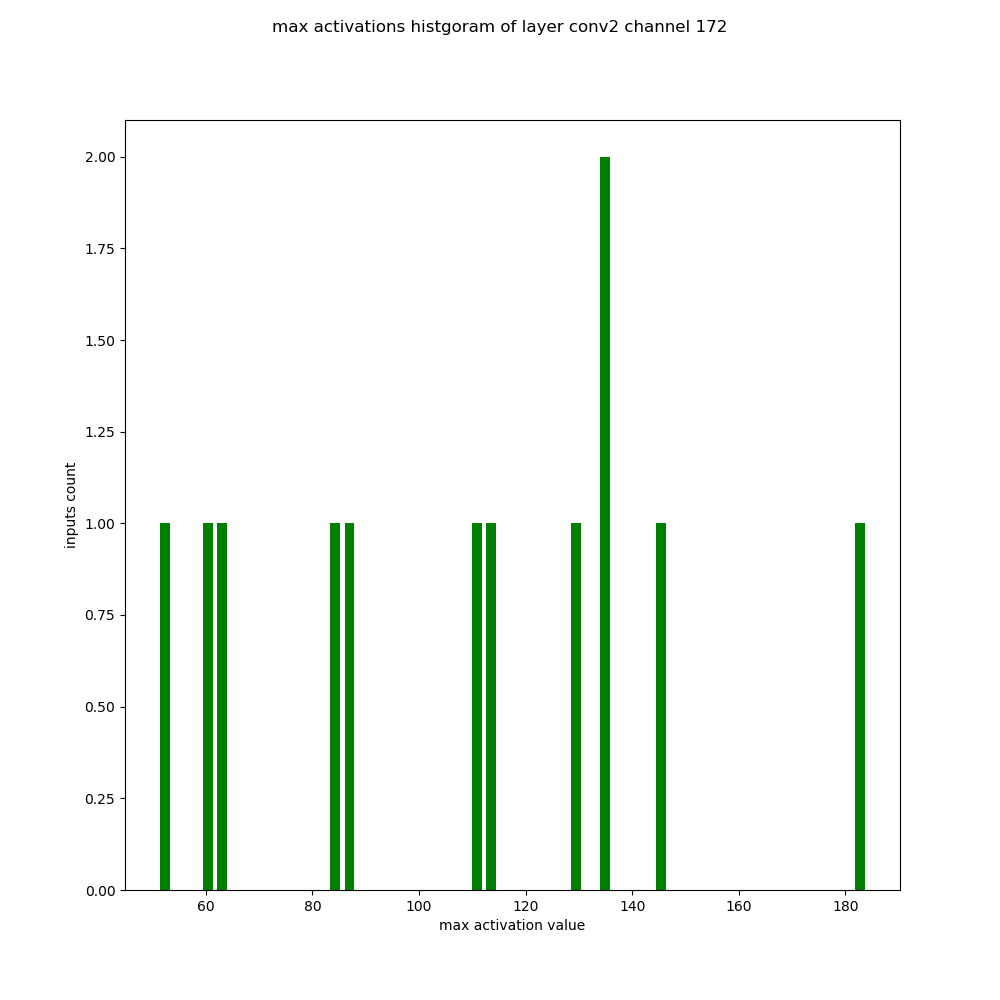 max activations histgoram of layer conv2 channel 172
2.00
1.75
1.50
1.25
1.00
0.75
0.50
0.25
0.00
inputs count
60 80 100 120 140 160 180
max activation value